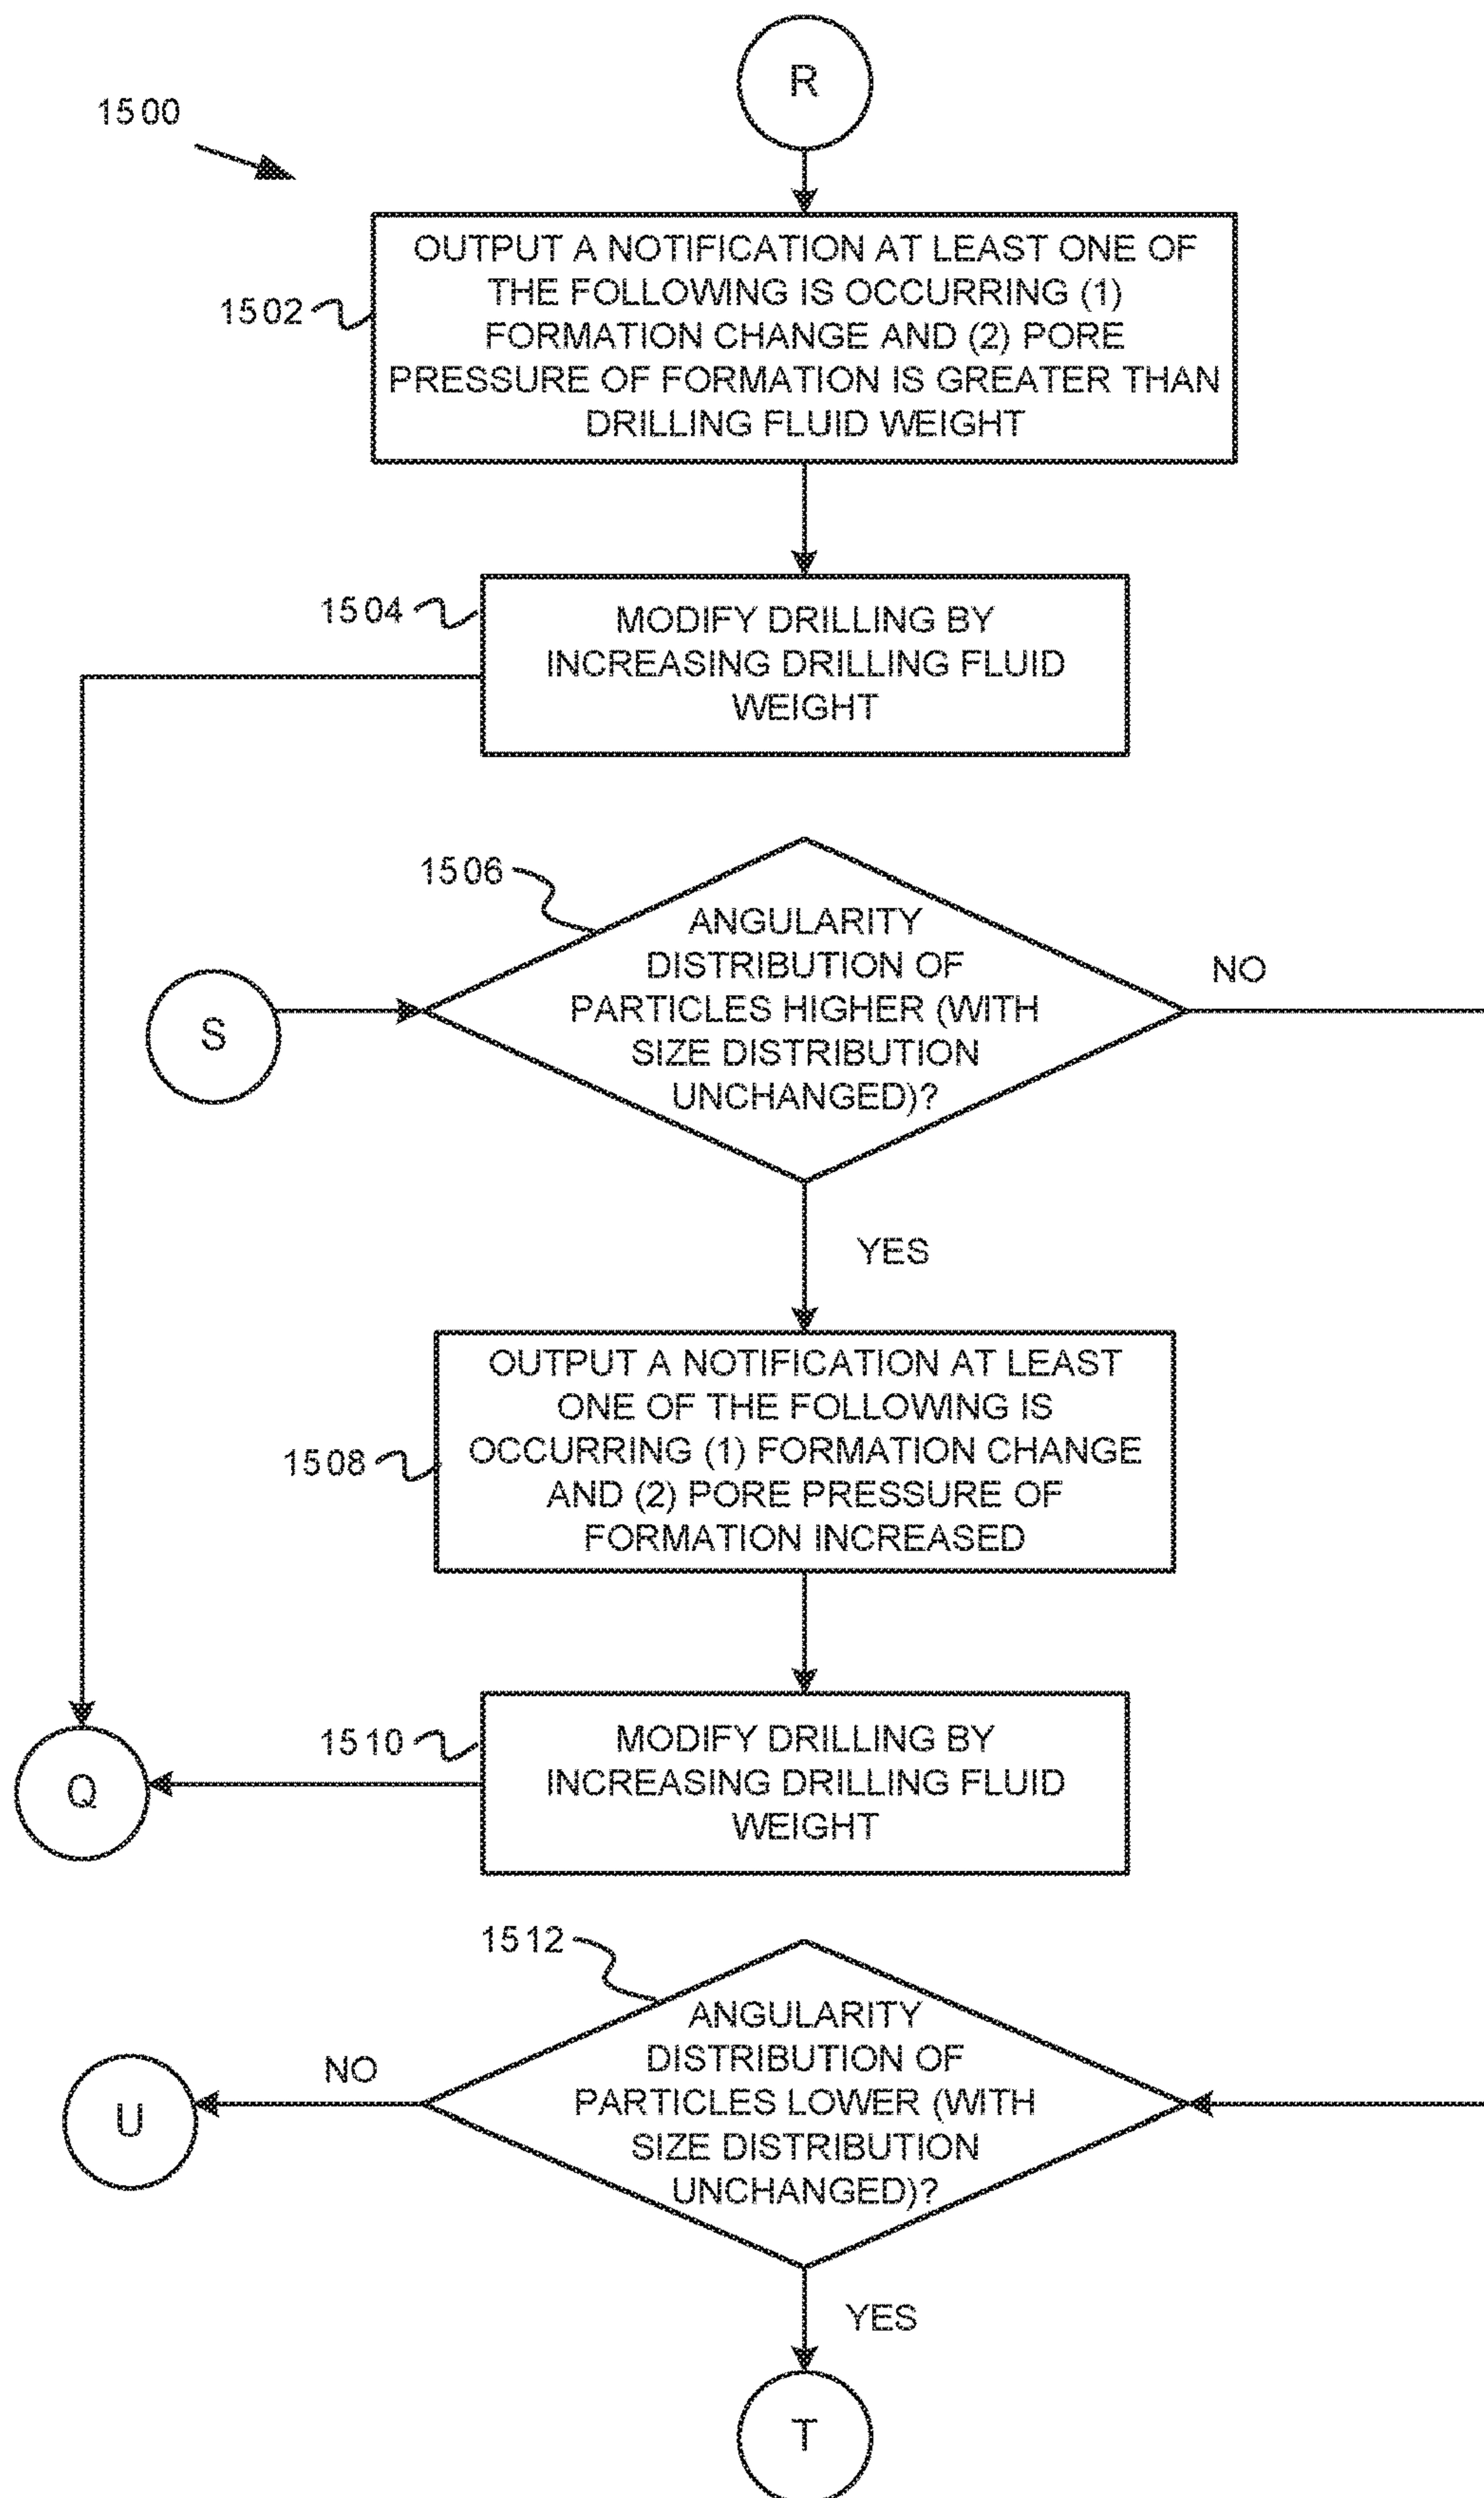 R
1500
OUTPUT A NOTIFICATION AT LEAST ONE OF
THE FOLLOWING IS OCCURRING (1)
FORMATION CHANGE AND (2) PORE
PRESSURE OF FORMATION IS GREATER THAN
DRILLING FLUID WEIGHT
1502
1504
MODIFY DRILLING BY
INCREASING DRILLING FLUID
WEIGHT
1506
ANGULARITY
DISTRIBUTION OF
PARTICLES HIGHER (WITH
SIZE DISTRIBUTION
UNCHANGED)?
NO
S
YES
OUTPUT A NOTIFICATION AT LEAST
ONE OF THE FOLLOWING IS
OCCURRING (1) FORMATION CHANGE
AND (2) PORE PRESSURE OF
FORMATION INCREASED
1508
1510
MODIFY DRILLING BY
INCREASING DRILLING FLUID
WEIGHT
Q
1512
ANGULARITY
DISTRIBUTION OF
PARTICLES LOWER (WITH
SIZE DISTRIBUTION
UNCHANGED)?
NO
U
YES
T